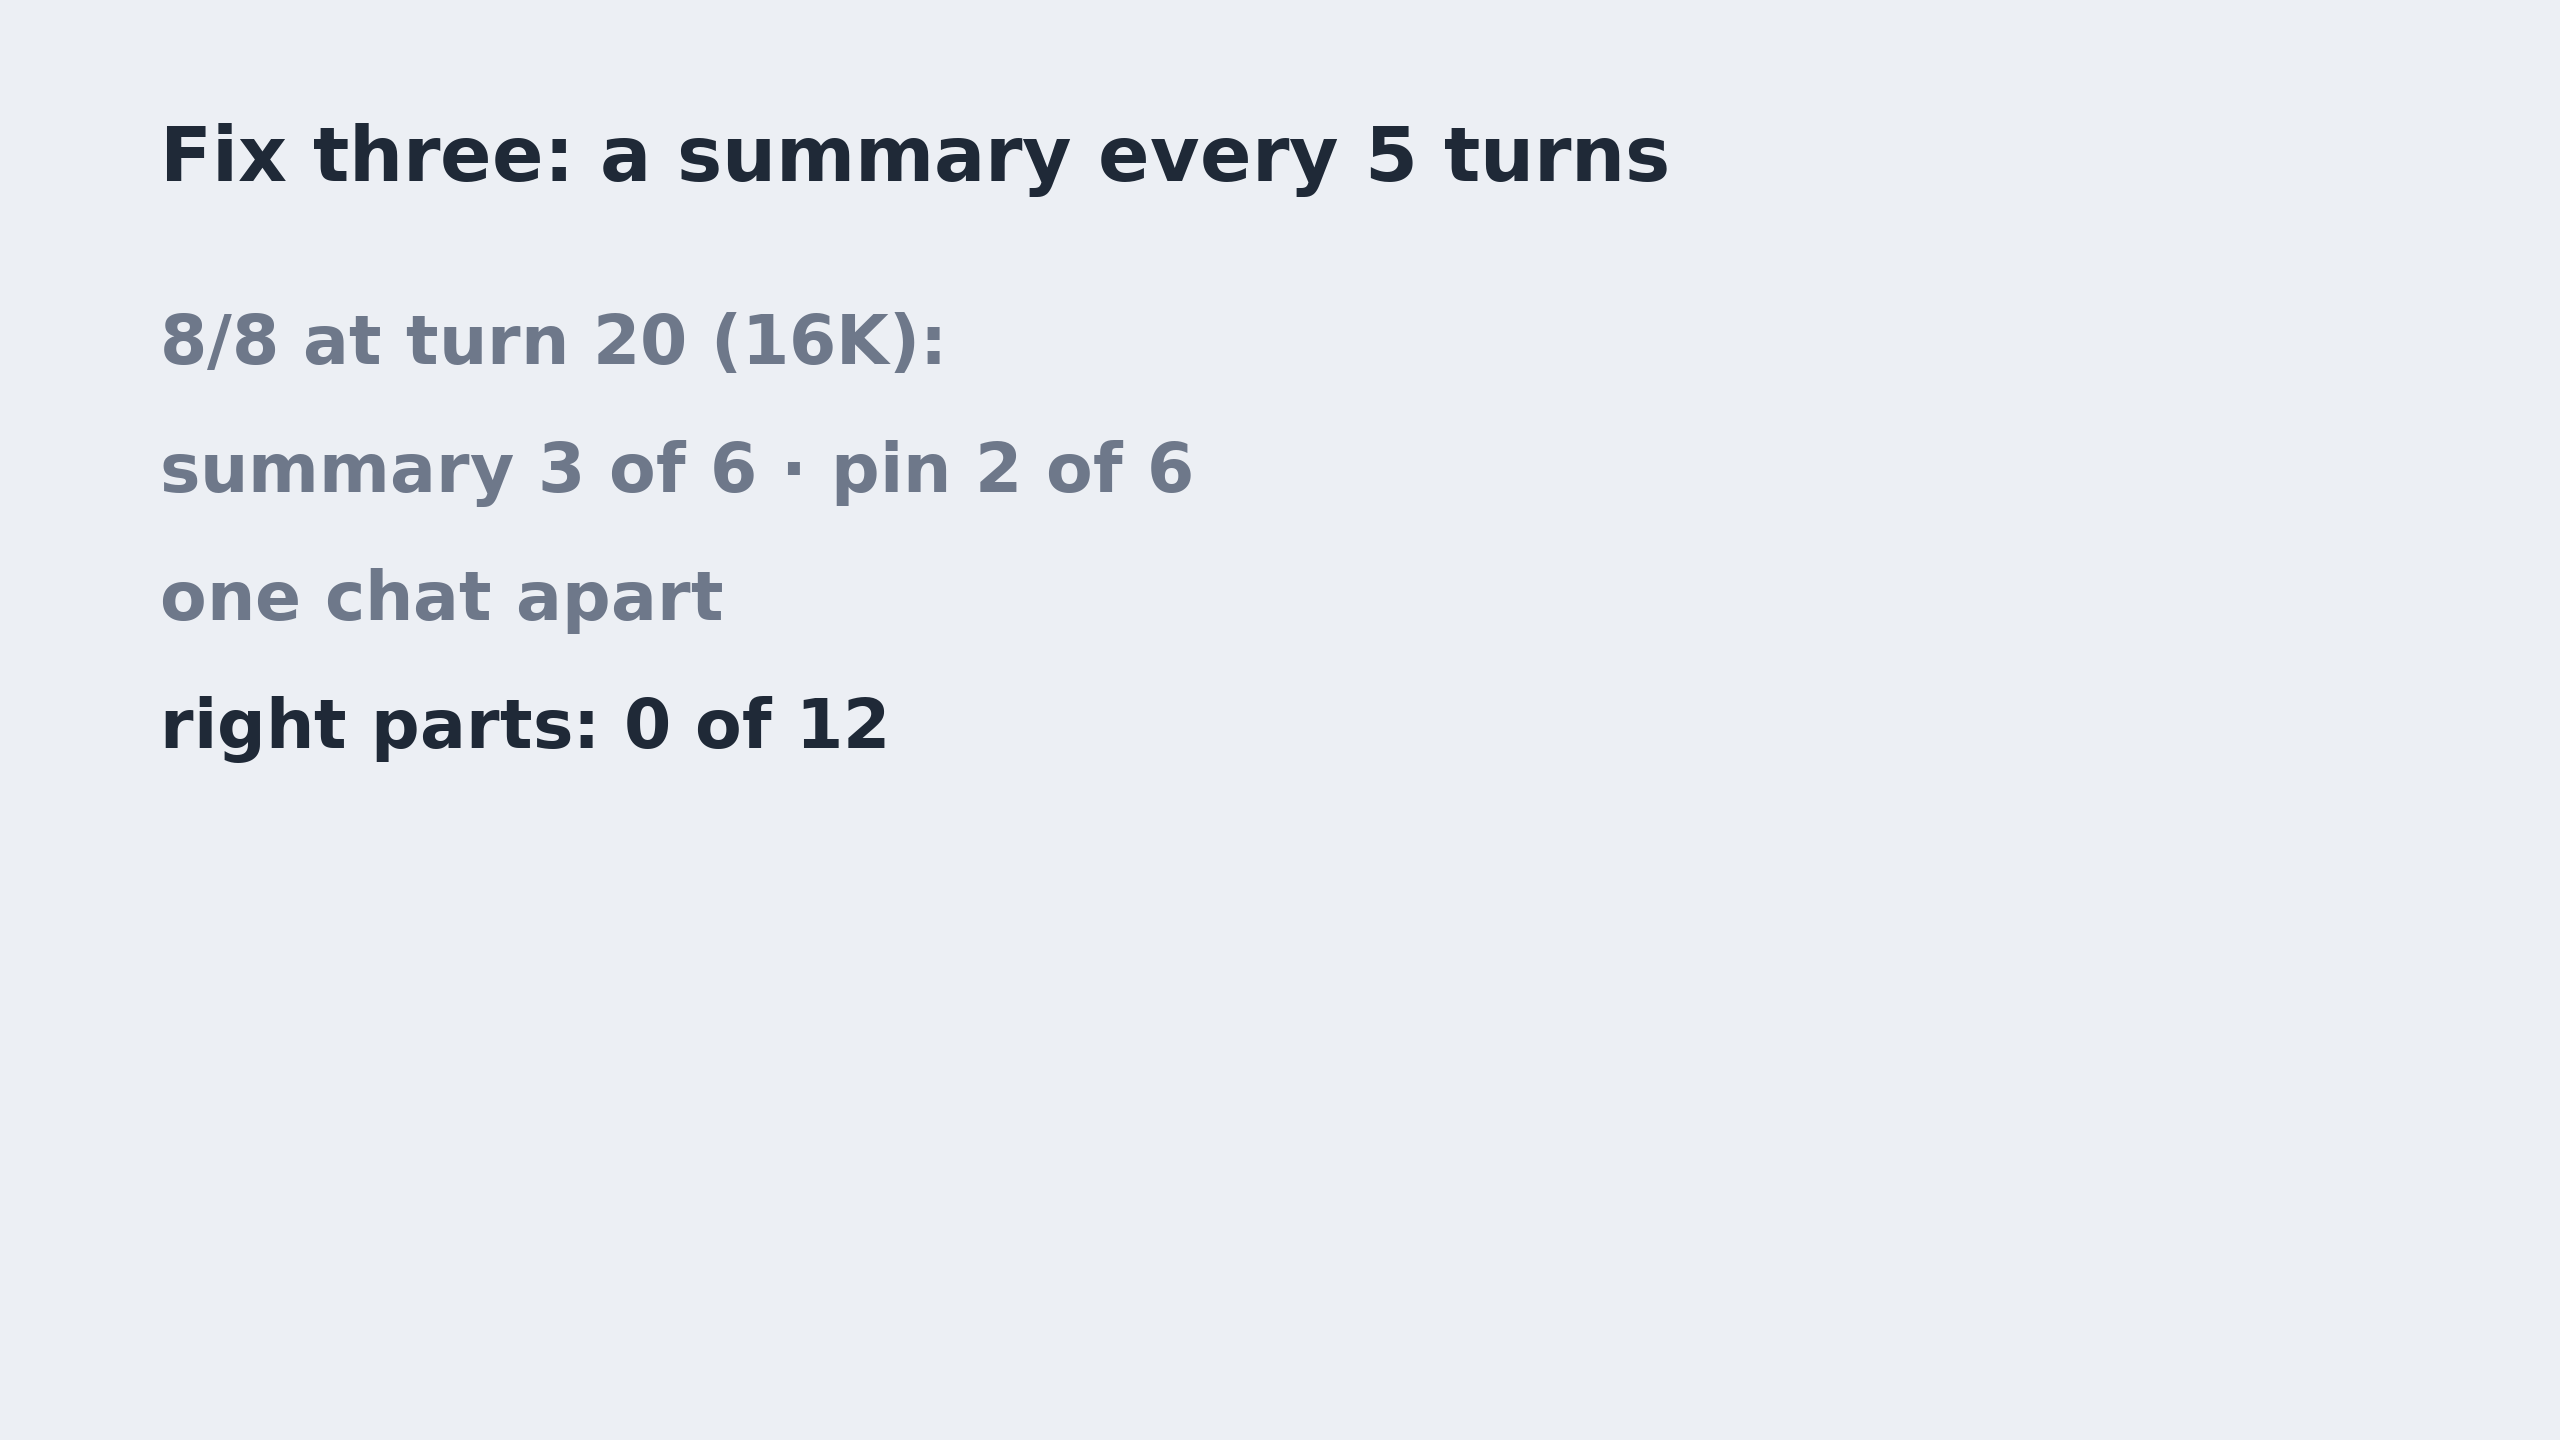 Fix three: a summary every 5 turns
8/8 at turn 20 (16K):
summary 3 of 6 · pin 2 of 6
one chat apart
right parts: 0 of 12